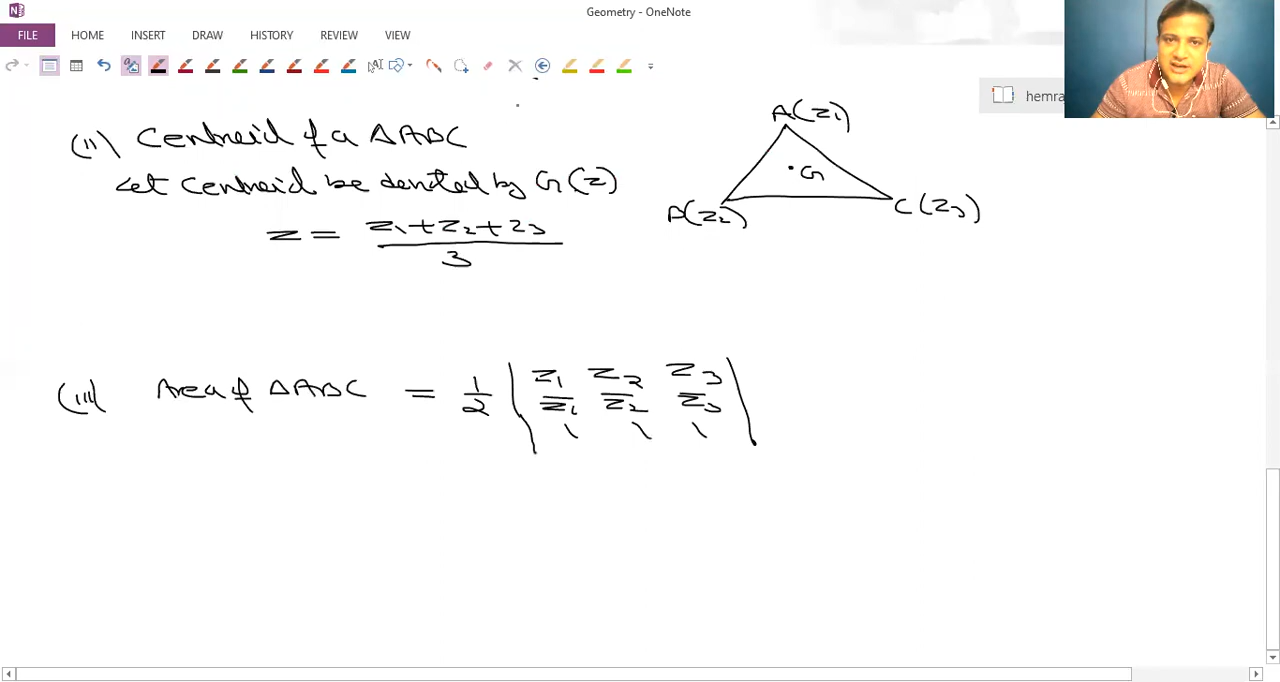 Geometry - OneNote
FILE HOME INSERT DRAW HISTORY REVIEW VIEW
hemra
(ii) Centroid of a ΔABC
Let Centroid be denoted by G(z)
z = (z₁+z₂+z₃)/3
A(z₁)
G
B(z₂)
C(z₃)
(iii) Area of ΔABC = 1/2 | z₁ z₂ z₃
z̅₁ z̅₂ z̅₃
1 1 1 |